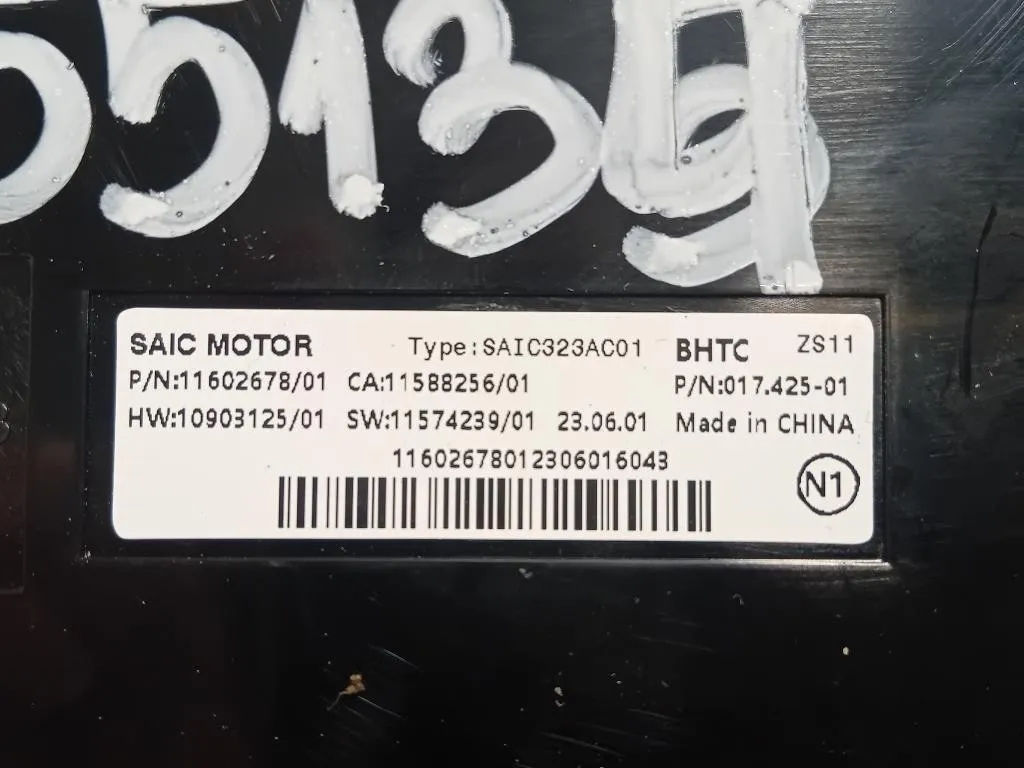 55139
SAIC MOTOR Type:SAIC323AC01 BHTC ZS11
P/N:11602678/01 CA:11588256/01 P/N:017.425-01
HW:10903125/01 SW:11574239/01 23.06.01 Made in CHINA
11602678012306016043
N1